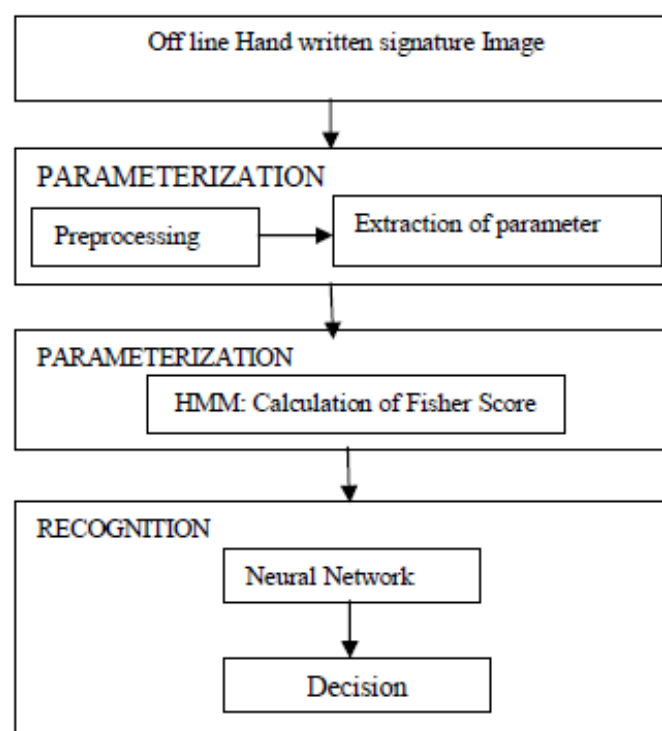 Off line Hand written signature Image
PARAMETERIZATION
Preprocessing
Extraction of parameter
PARAMETERIZATION
HMM: Calculation of Fisher Score
RECOGNITION
Neural Network
Decision